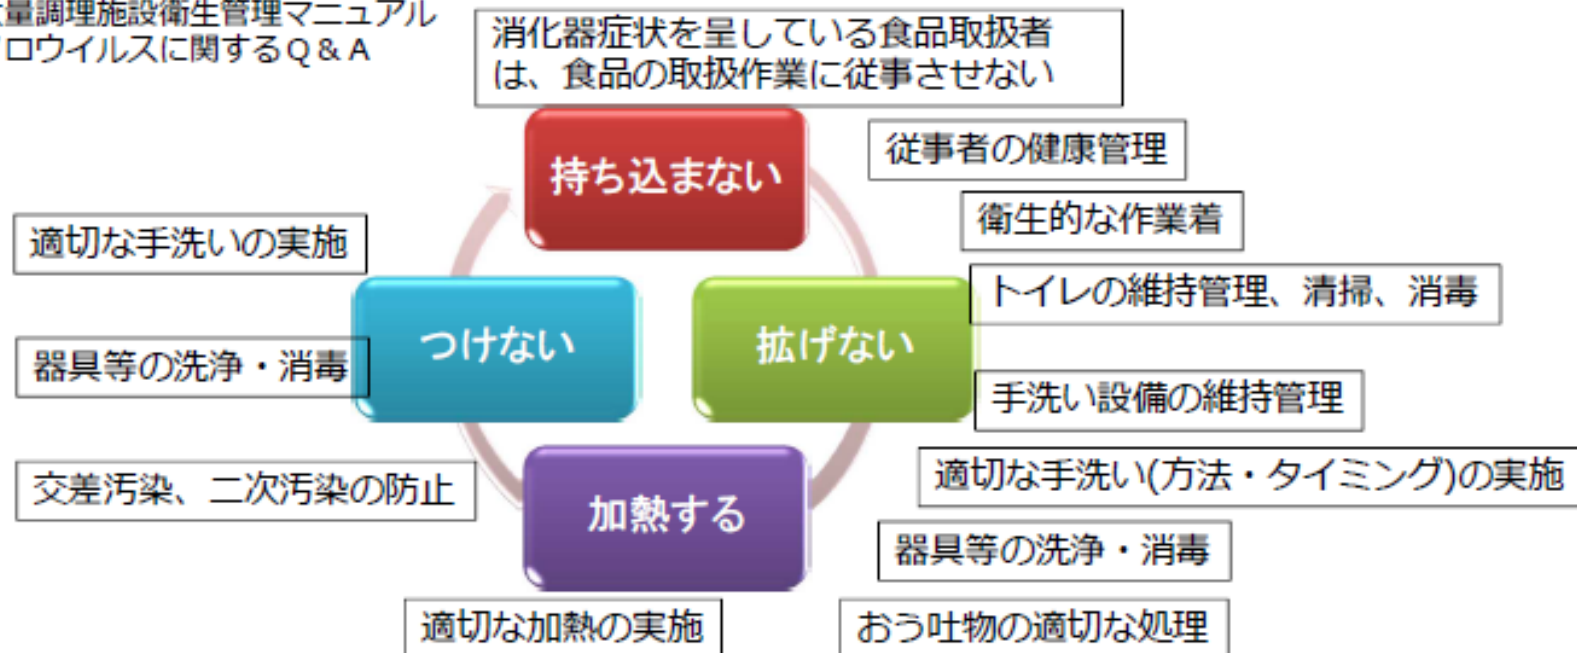 量調理施設衛生管理マニュアル
ロウイルスに関するQ&A
消化器症状を呈している食品取扱者
は、食品の取扱作業に従事させない
持ち込まない
従事者の健康管理
衛生的な作業着
適切な手洗いの実施
トイレの維持管理、清掃、消毒
つけない
拡げない
器具等の洗浄・消毒
手洗い設備の維持管理
交差汚染、二次汚染の防止
加熱する
適切な手洗い(方法・タイミング)の実施
器具等の洗浄・消毒
適切な加熱の実施
おう吐物の適切な処理